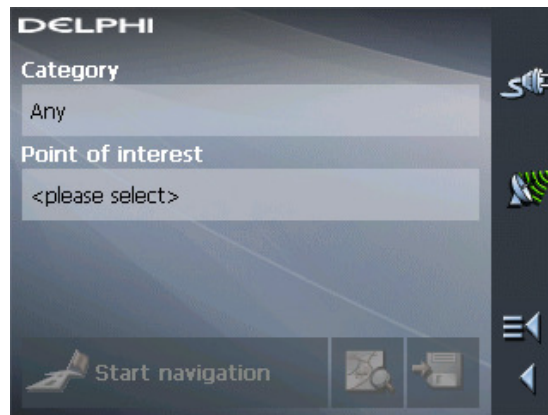 DELPHI
Category
Any
Point of interest
<please select>
Start navigation